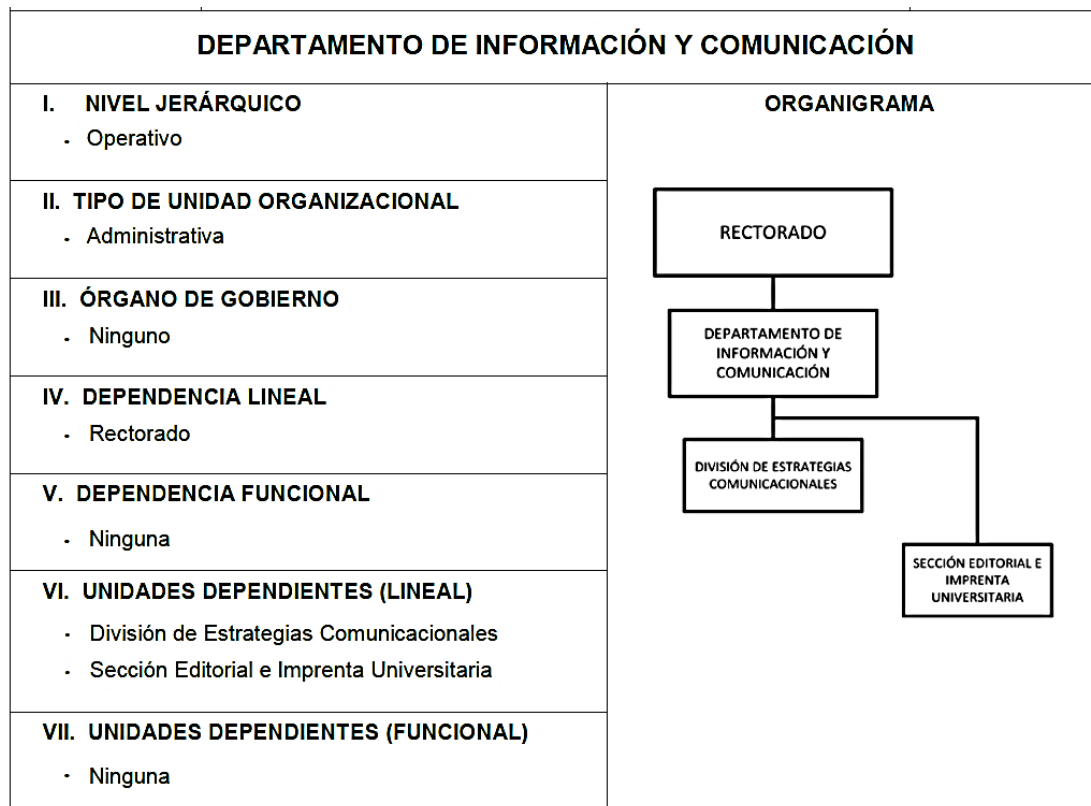 DEPARTAMENTO DE INFORMACIÓN Y COMUNICACIÓN
I. NIVEL JERÁRQUICO
- Operativo
II. TIPO DE UNIDAD ORGANIZACIONAL
- Administrativa
III. ÓRGANO DE GOBIERNO
- Ninguno
IV. DEPENDENCIA LINEAL
- Rectorado
V. DEPENDENCIA FUNCIONAL
- Ninguna
VI. UNIDADES DEPENDIENTES (LINEAL)
- División de Estrategias Comunicacionales
- Sección Editorial e Imprenta Universitaria
VII. UNIDADES DEPENDIENTES (FUNCIONAL)
- Ninguna
ORGANIGRAMA
RECTORADO
DEPARTAMENTO DE
INFORMACIÓN Y
COMUNICACIÓN
DIVISIÓN DE ESTRATEGIAS
COMUNICACIONALES
SECCIÓN EDITORIAL E
IMPRENTA
UNIVERSITARIA